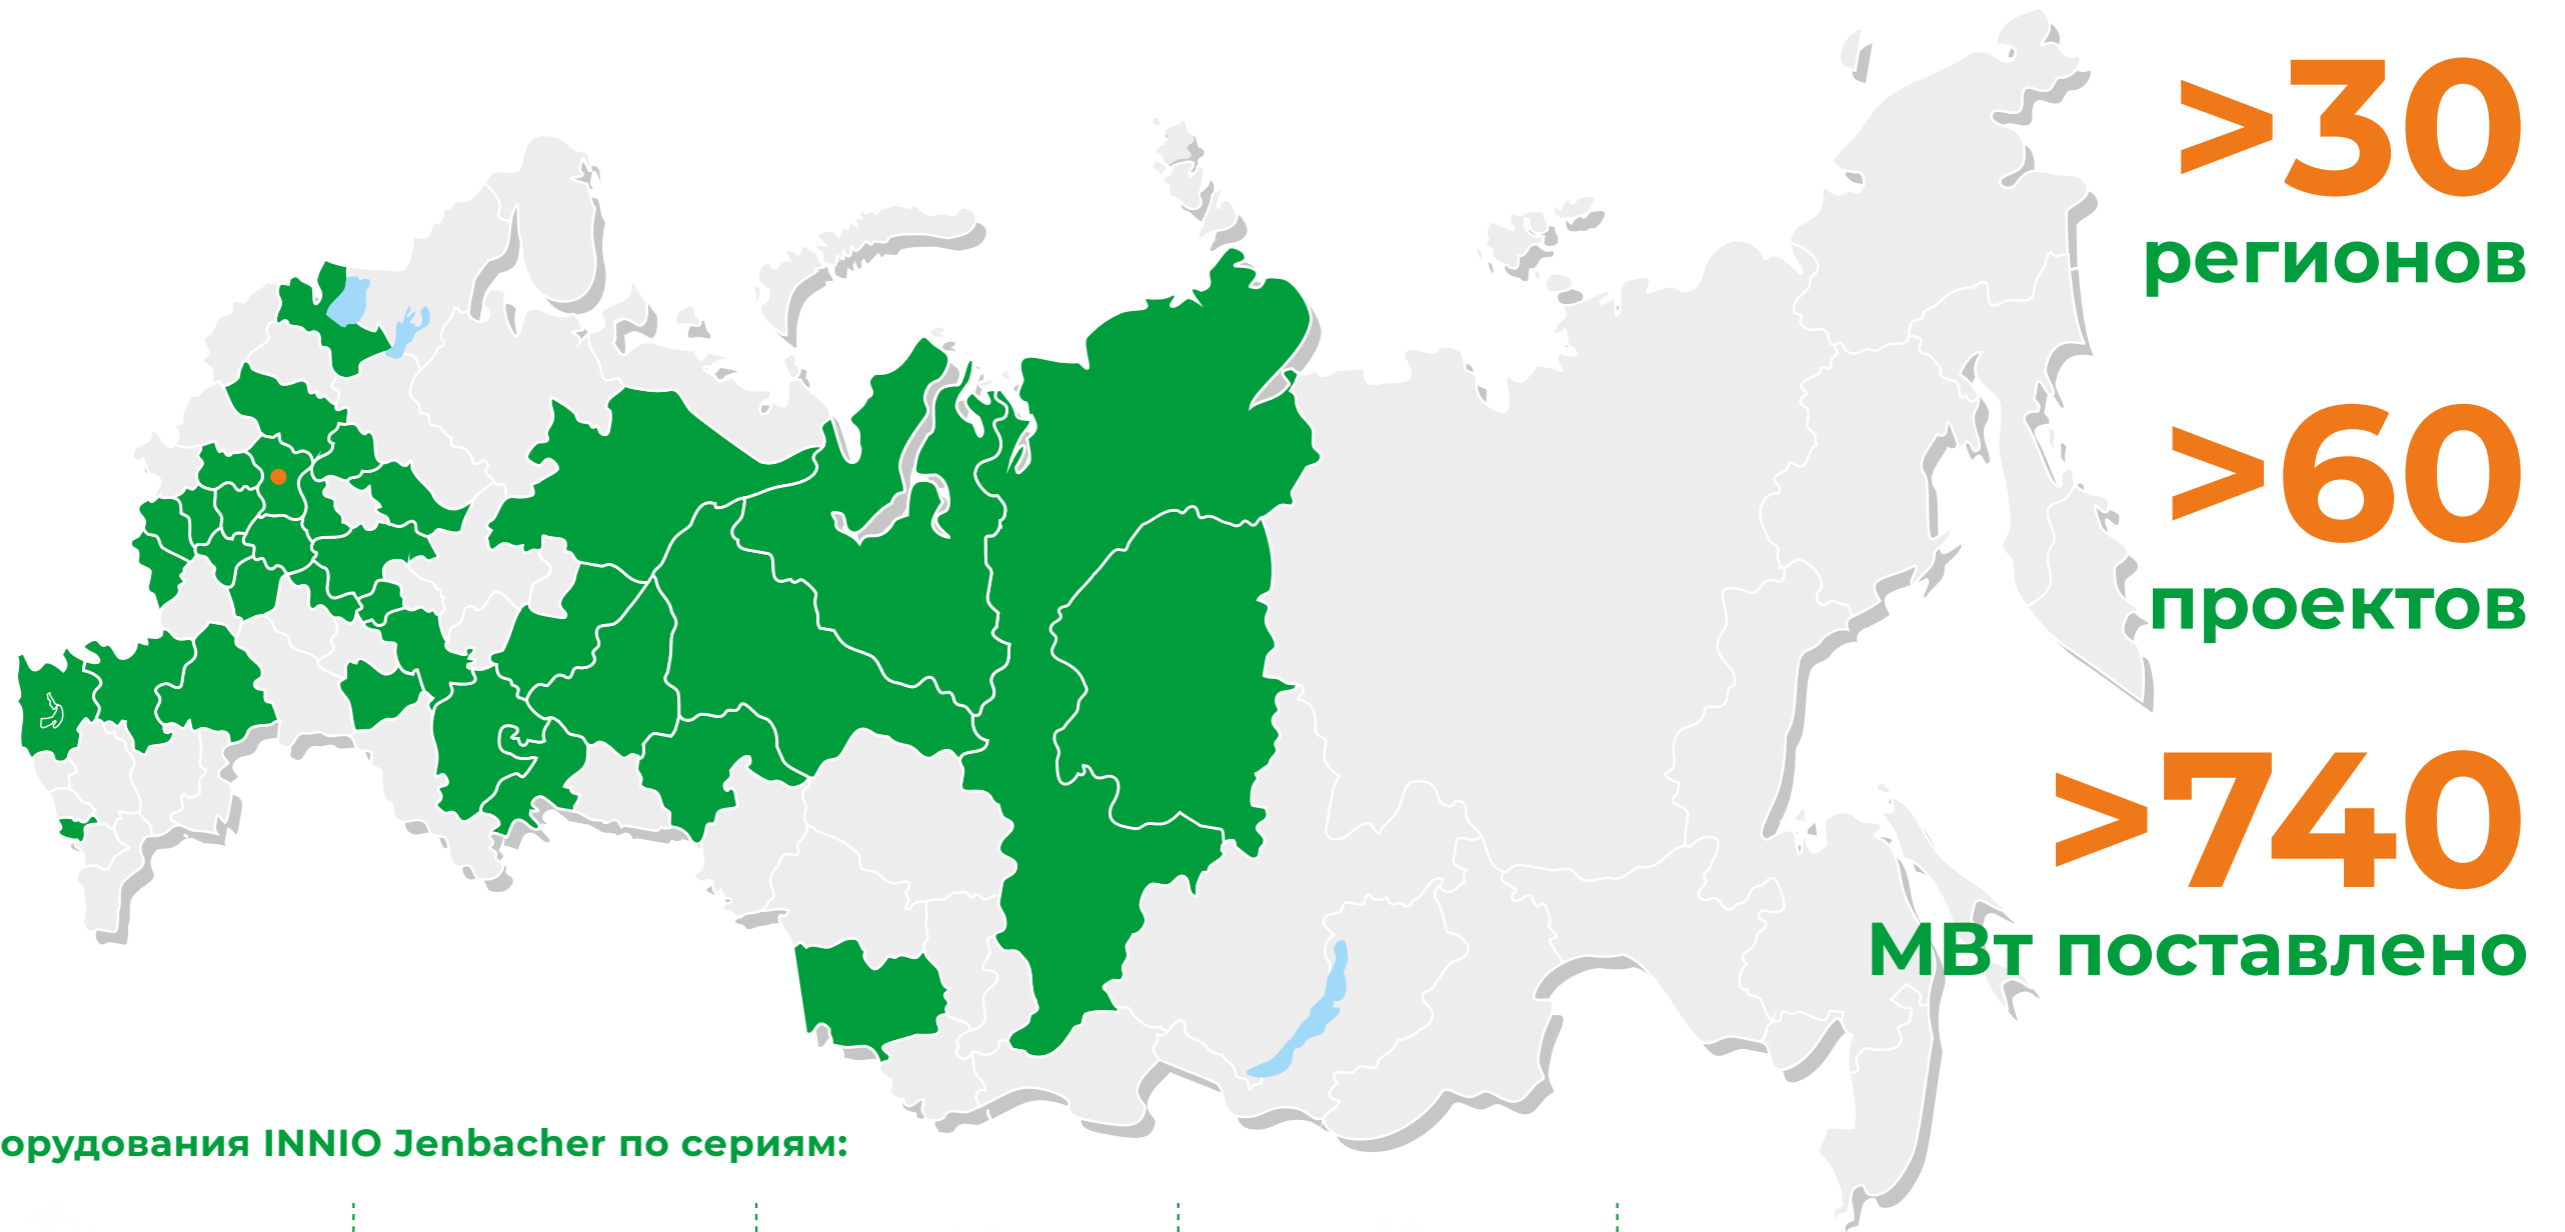 >30
регионов
>60
проектов
>740
МВт поставлено
орудования INNIO Jenbacher по сериям: